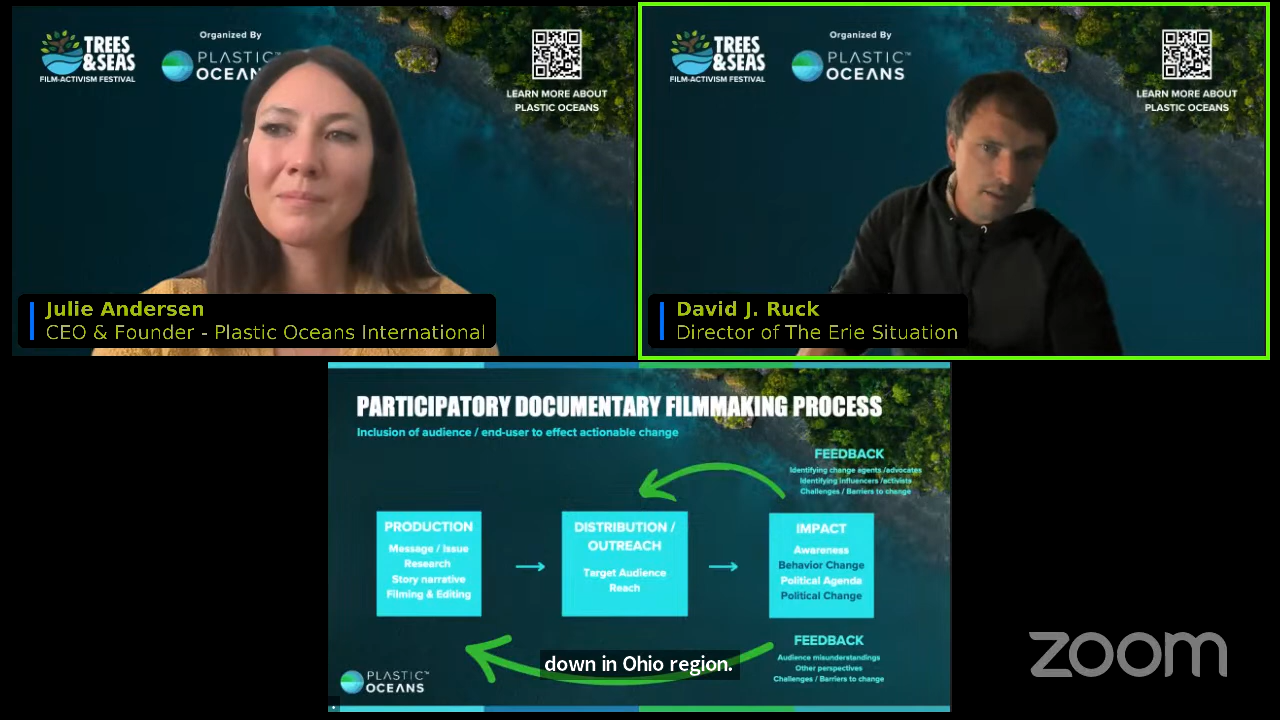 TREES
&SEAS
FILM-ACTIVISM FESTIVAL
Organized By
PLASTIC
OCEANS
LEARN MORE ABOUT
PLASTIC OCEANS
Julie Andersen
CEO & Founder - Plastic Oceans International
TREES
&SEAS
FILM-ACTIVISM FESTIVAL
Organized By
PLASTIC™
OCEANS
LEARN MORE ABOUT
PLASTIC OCEANS
David J. Ruck
Director of The Erie Situation
PARTICIPATORY DOCUMENTARY FILMMAKING PROCESS
Inclusion of audience / end-user to effect actionable change
FEEDBACK
Identifying change agents /advocates
Identifying influencers /activists
Challenges / Barriers to change
PRODUCTION
Message / Issue
Research
Story narrative
Filming & Editing
DISTRIBUTION /
OUTREACH
Target Audience
Reach
IMPACT
Awareness
Behavior Change
Political Agenda
Political Change
FEEDBACK
Audience misunderstandings
Other perspectives
Challenges / Barriers to change
down in Ohio region.
PLASTIC™
OCEANS
zoom